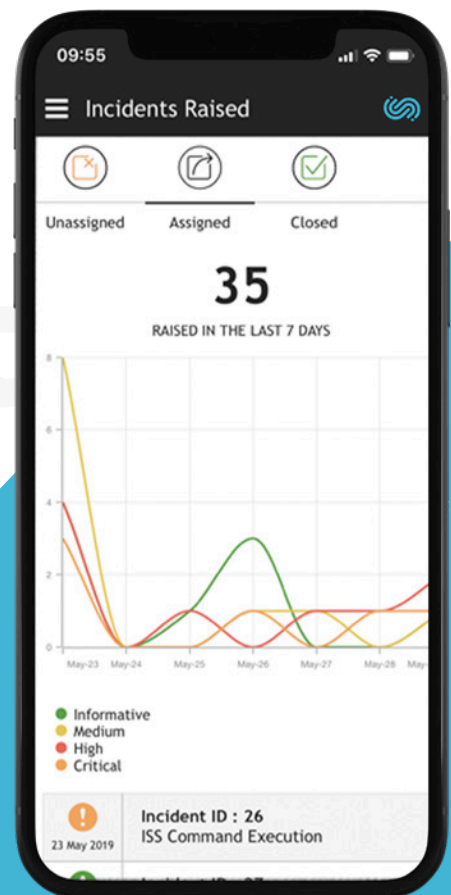 09:55
Incidents Raised
Unassigned Assigned Closed
35
RAISED IN THE LAST 7 DAYS
8
6
4
2
0
May-23 May-24 May-25 May-26 May-27 May-28 May-
Informative
Medium
High
Critical
23 May 2019
Incident ID : 26
ISS Command Execution